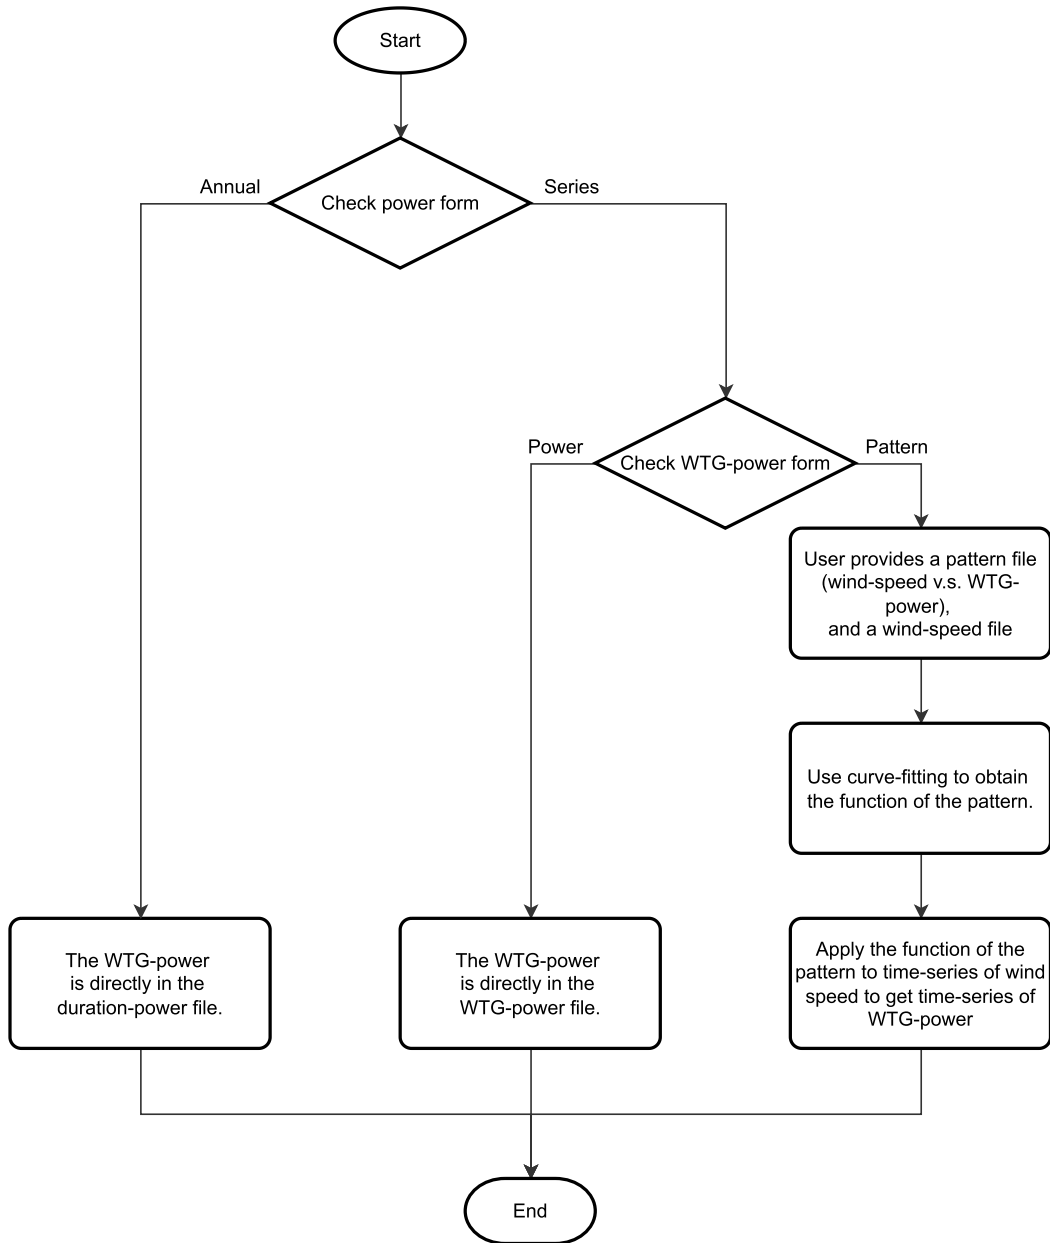 Start
Annual
Series
Check power form
Power
Pattern
Check WTG-power form
User provides a pattern file
(wind-speed v.s. WTG-
power),
and a wind-speed file
Use curve-fitting to obtain
the function of the pattern.
The WTG-power
is directly in the
duration-power file.
The WTG-power
is directly in the
WTG-power file.
Apply the function of the
pattern to time-series of wind
speed to get time-series of
WTG-power
End